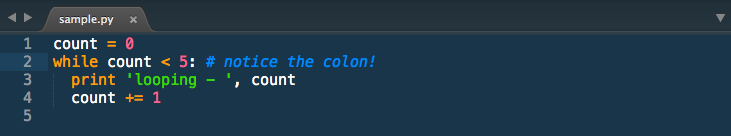 sample.py ×
1 count = 0
2 while count < 5: # notice the colon!
3   print 'looping - ', count
4   count += 1
5